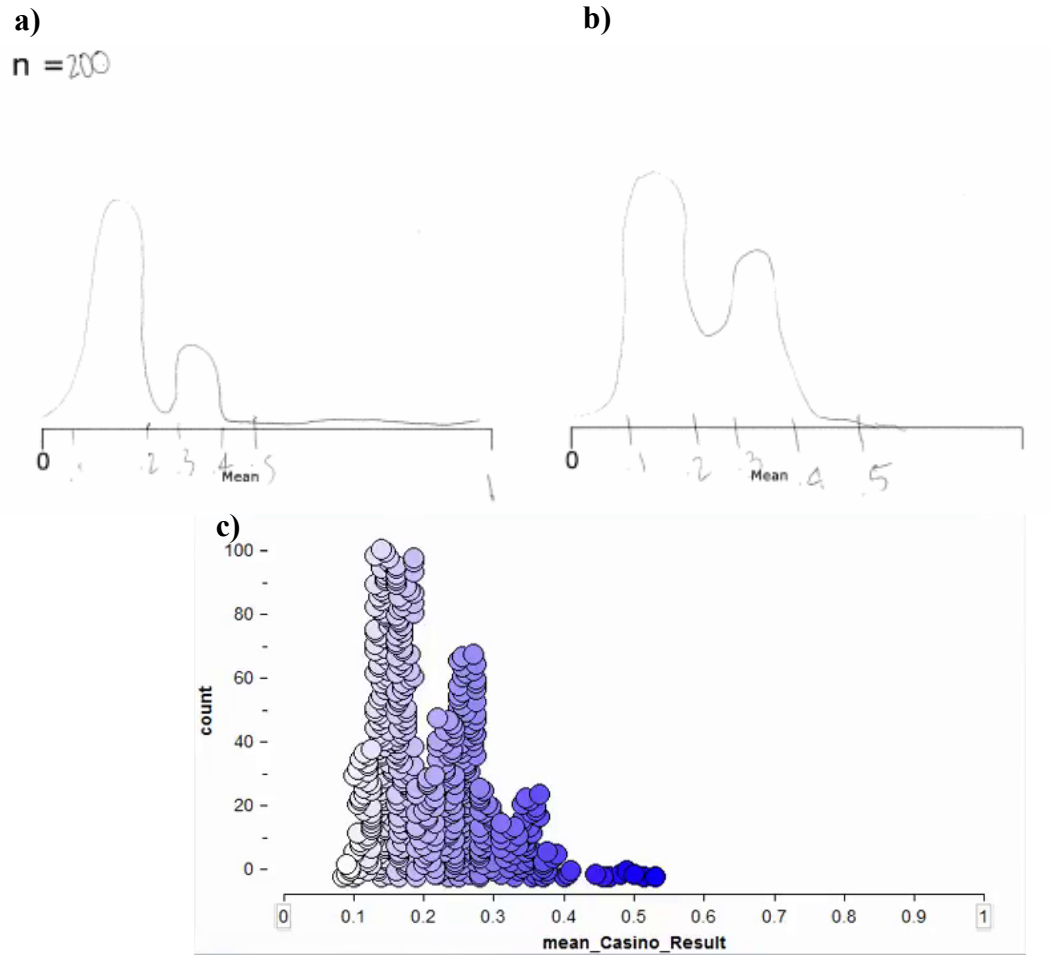 a)
b)
n = 200
0 .1 .2 .3 .4 .5 1
Mean
0 .1 .2 .3 .4 .5
Mean
c)
100
80
60
40
20
0
count
0 0.1 0.2 0.3 0.4 0.5 0.6 0.7 0.8 0.9 1
mean_Casino_Result